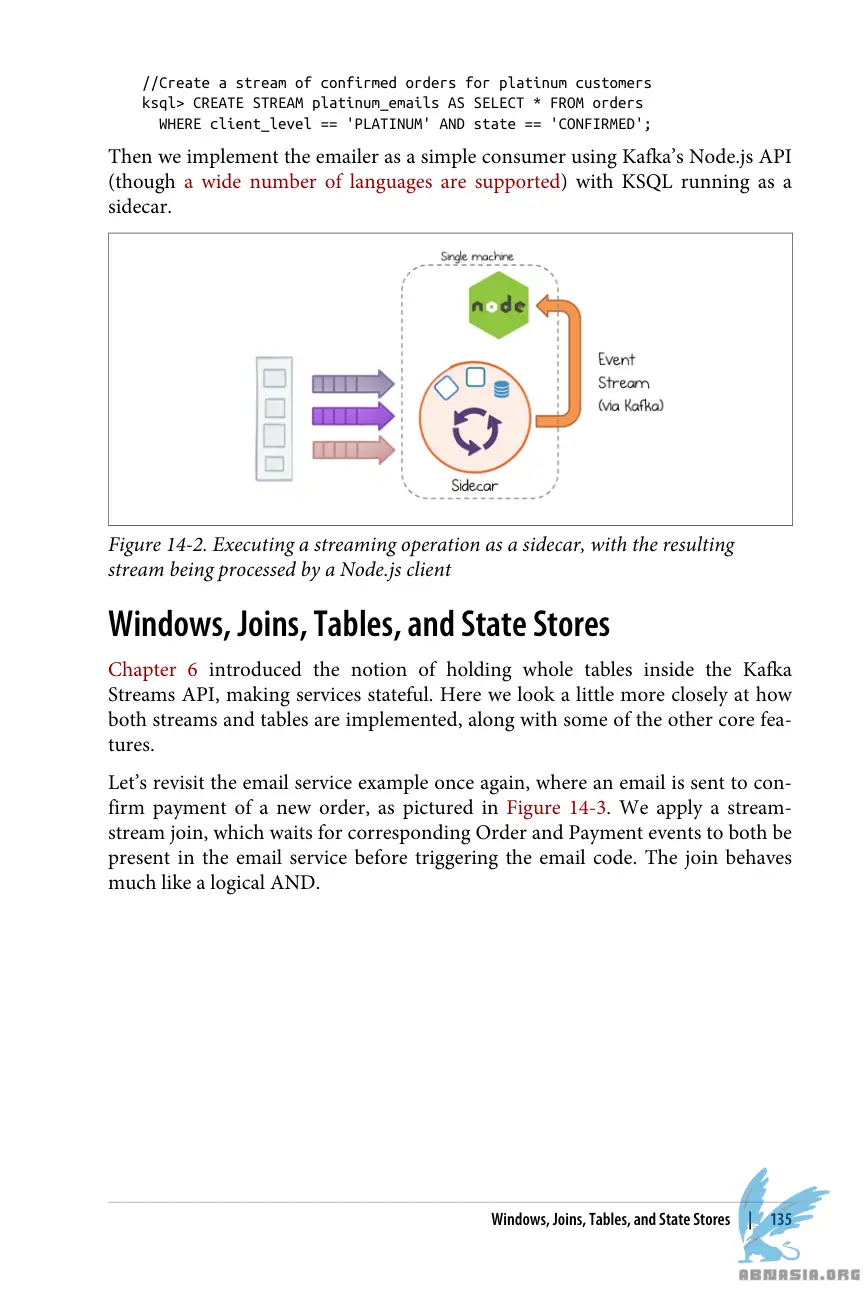 //Create a stream of confirmed orders for platinum customers
ksql> CREATE STREAM platinum_emails AS SELECT * FROM orders
WHERE client_level == 'PLATINUM' AND state == 'CONFIRMED';
Then we implement the emailer as a simple consumer using Kafka’s Node.js API
(though a wide number of languages are supported) with KSQL running as a
sidecar.
Single machine
node
Event
Stream
(via Kafka)
Sidecar
Figure 14-2. Executing a streaming operation as a sidecar, with the resulting
stream being processed by a Node.js client
Windows, Joins, Tables, and State Stores
Chapter 6 introduced the notion of holding whole tables inside the Kafka
Streams API, making services stateful. Here we look a little more closely at how
both streams and tables are implemented, along with some of the other core fea-
tures.
Let’s revisit the email service example once again, where an email is sent to con-
firm payment of a new order, as pictured in Figure 14-3. We apply a stream-
stream join, which waits for corresponding Order and Payment events to both be
present in the email service before triggering the email code. The join behaves
much like a logical AND.
Windows, Joins, Tables, and State Stores | 135
ABNASIA.ORG